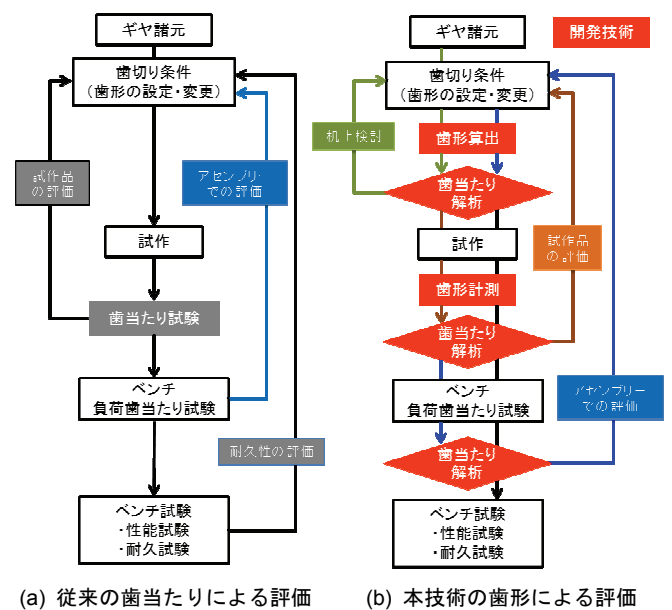 ギヤ諸元
歯切り条件
(歯形の設定・変更)
試作品
の評価
アセンブリー
での評価
試作
歯当たり試験
ベンチ
負荷歯当たり試験
耐久性の評価
ベンチ試験
・性能試験
・耐久試験
(a) 従来の歯当たりによる評価
ギヤ諸元
開発技術
歯切り条件
(歯形の設定・変更)
机上検討
歯形算出
歯当たり
解析
試作
試作品
の評価
歯形計測
歯当たり
解析
ベンチ
負荷歯当たり試験
アセンブリー
での評価
歯当たり
解析
ベンチ試験
・性能試験
・耐久試験
(b) 本技術の歯形による評価